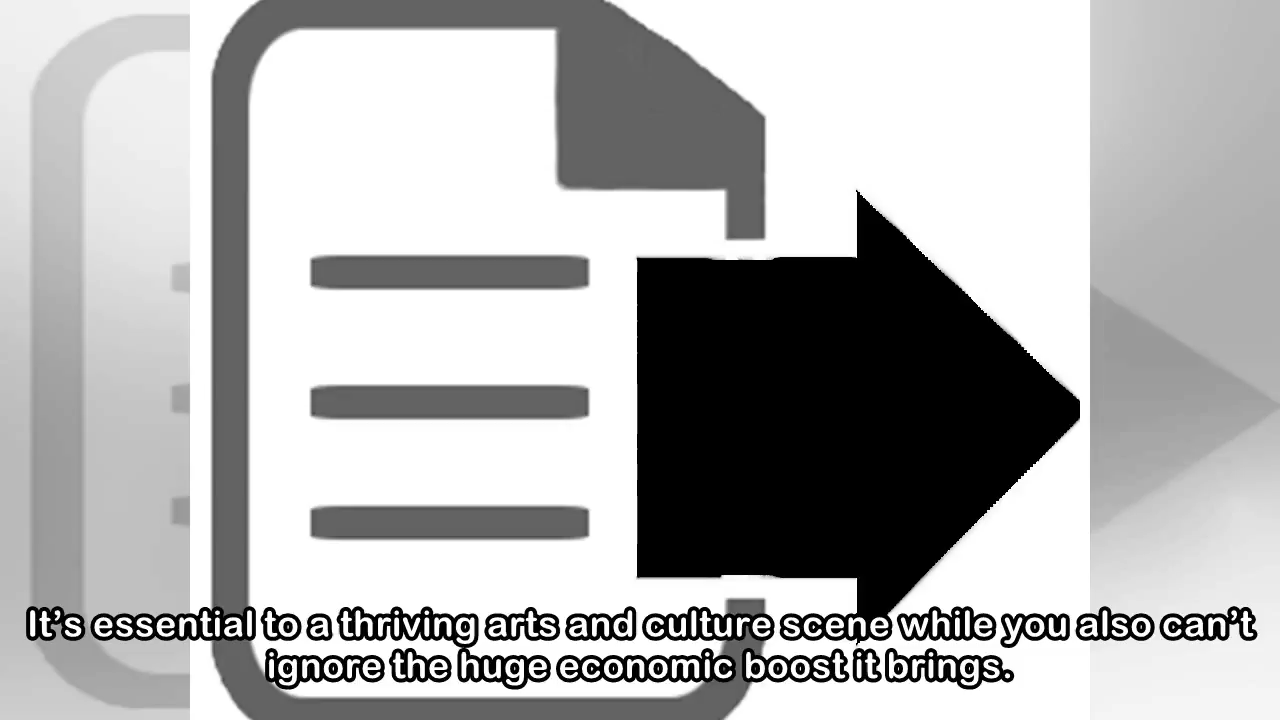 It's essential to a thriving arts and culture scene while you also can't
ignore the huge economic boost it brings.